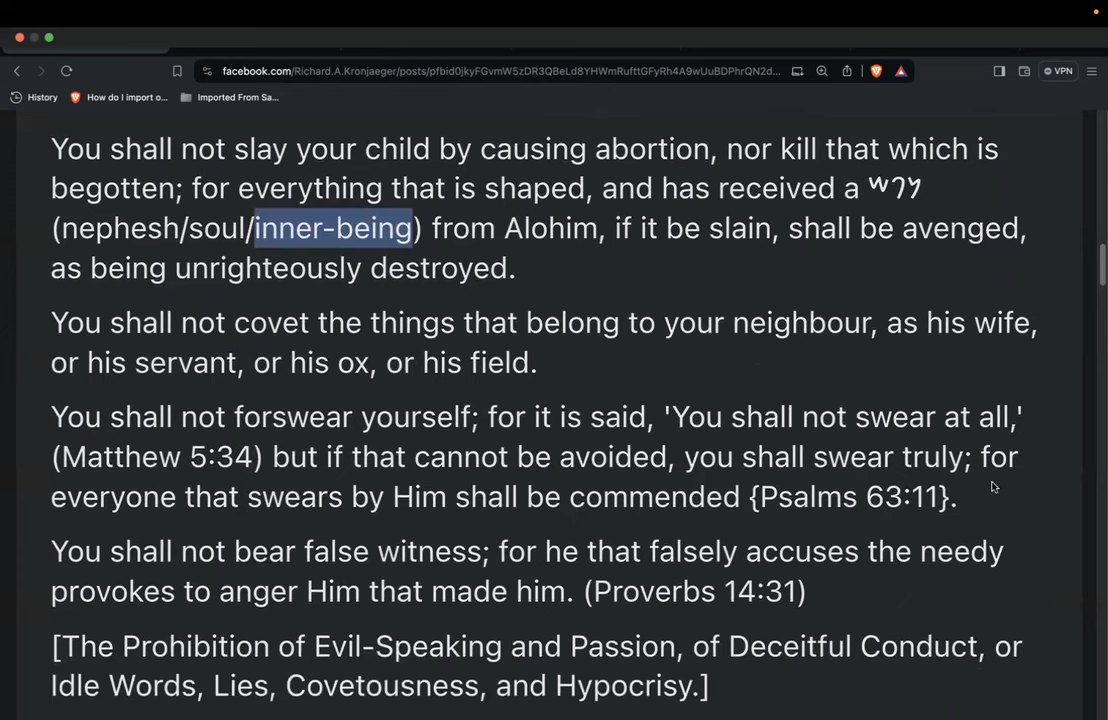 facebook.com/Richard.A.Kronjaeger/posts/pfbid0jkyFGvmW5zDR3QBeLd8YHWmRufttGFyRh4A9wUuBDPhrQN2d...
VPN
History
How do I import o...
Imported From Sa...
You shall not slay your child by causing abortion, nor kill that which is
begotten; for everything that is shaped, and has received a
(nephesh/soul/inner-being) from Alohim, if it be slain, shall be avenged,
as being unrighteously destroyed.
You shall not covet the things that belong to your neighbour, as his wife,
or his servant, or his ox, or his field.
You shall not forswear yourself; for it is said, 'You shall not swear at all,'
(Matthew 5:34) but if that cannot be avoided, you shall swear truly; for
everyone that swears by Him shall be commended {Psalms 63:11}.
You shall not bear false witness; for he that falsely accuses the needy
provokes to anger Him that made him. (Proverbs 14:31)
[The Prohibition of Evil-Speaking and Passion, of Deceitful Conduct, or
Idle Words, Lies, Covetousness, and Hypocrisy.]